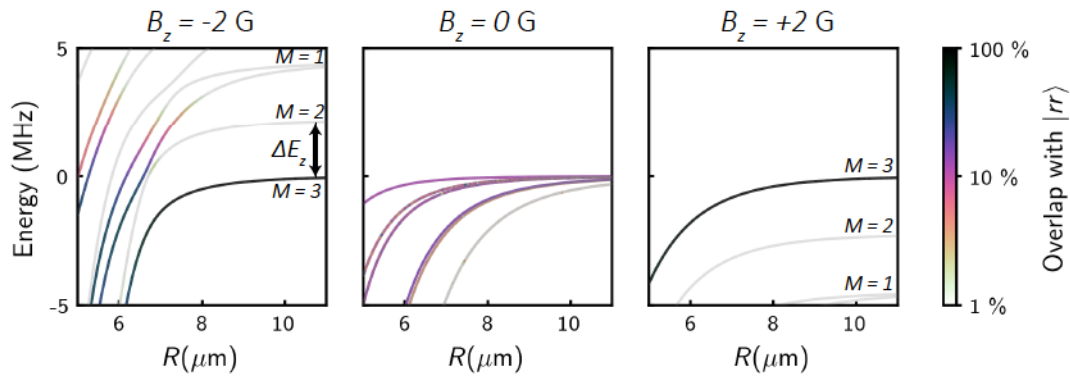 B_z = -2 G
B_z = 0 G
B_z = +2 G
5
0
-5
Energy (MHz)
M = 1
M = 2
ΔE_z
M = 3
6
8
10
R(μm)
6
8
10
R(μm)
M = 3
M = 2
M = 1
6
8
10
R(μm)
100 %
10 %
1 %
Overlap with |rr⟩